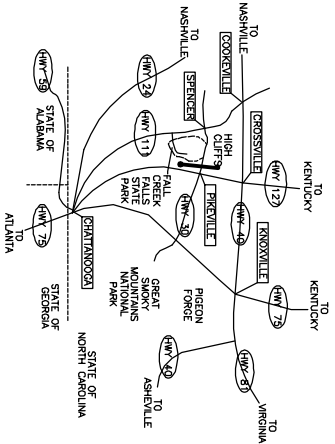 TO
NASHVILLE
TO
NASHVILLE
COOKEVILLE
CROSSVILLE
TO
KENTUCKY
HWY 127
HWY 40
KNOXVILLE
TO
KENTUCKY
HWY 75
HWY 81
TO
VIRGINIA
HWY 24
SPENCER
HIGH
CLIFFS
PIKEVILLE
HWY 111
FALL
CREEK
FALLS
STATE
PARK
HWY 30
PIGEON
FORGE
GREAT
SMOKY
MOUNTAINS
NATIONAL
PARK
HWY 40
TO
ASHEVILLE
HWY 59
STATE OF
ALABAMA
CHATTANOOGA
HWY 75
TO
ATLANTA
STATE OF
GEORGIA
STATE OF
NORTH CAROLINA